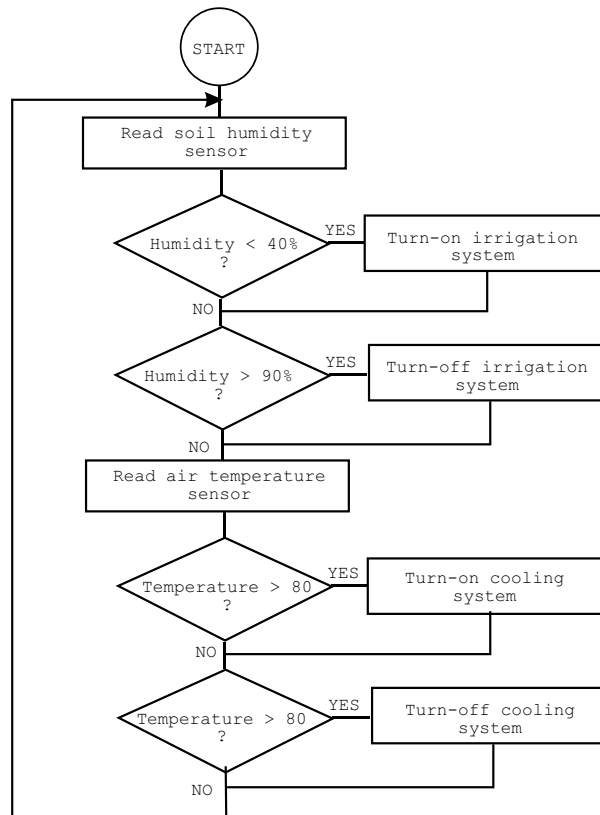 START
Read soil humidity
sensor
Humidity < 40%
?
YES
Turn-on irrigation
system
NO
Humidity > 90%
?
YES
Turn-off irrigation
system
NO
Read air temperature
sensor
Temperature > 80
?
YES
Turn-on cooling
system
NO
Temperature > 80
?
YES
Turn-off cooling
system
NO